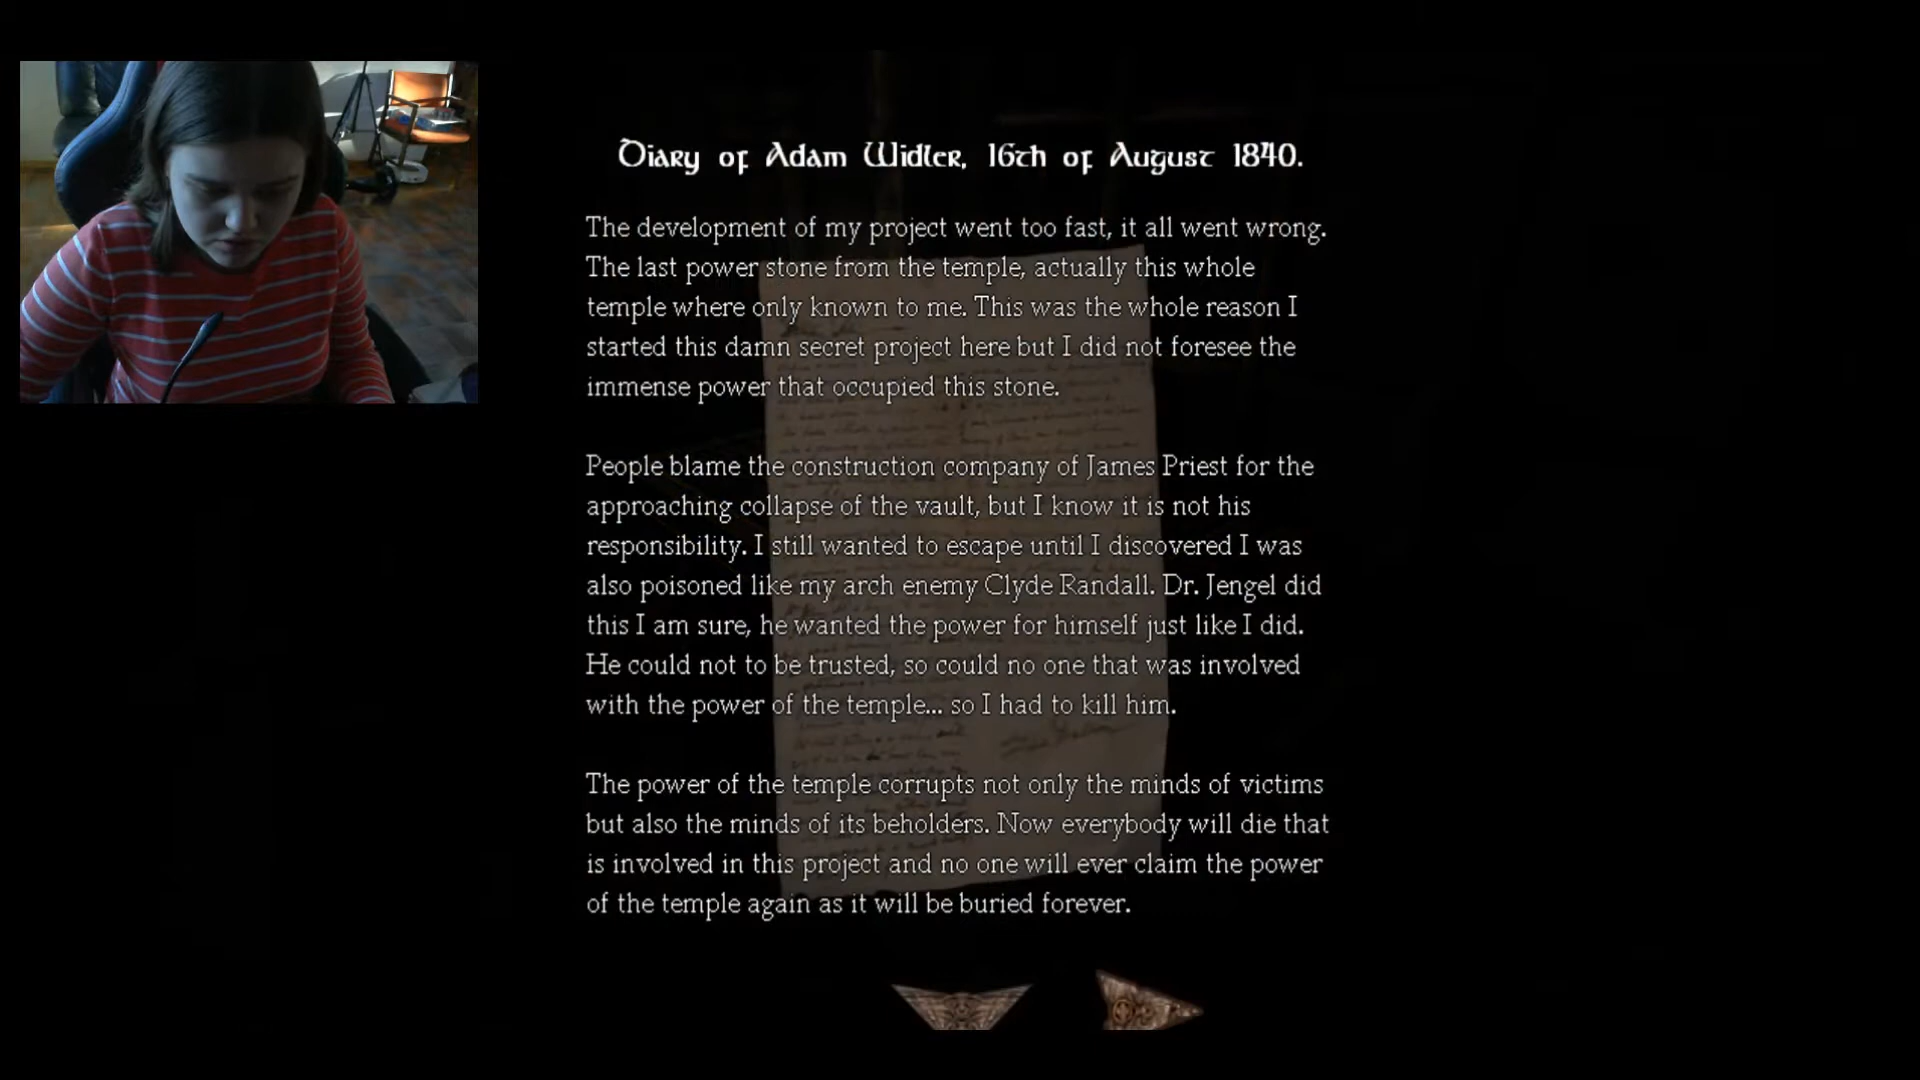 Diary of Adam Widler, 16th of August 1840.
The development of my project went too fast, it all went wrong.
The last power stone from the temple, actually this whole
temple where only known to me. This was the whole reason I
started this damn secret project here but I did not foresee the
immense power that occupied this stone.
People blame the construction company of James Priest for the
approaching collapse of the vault, but I know it is not his
responsibility. I still wanted to escape until I discovered I was
also poisoned like my arch enemy Clyde Randall. Dr. Jengel did
this I am sure, he wanted the power for himself just like I did.
He could not to be trusted, so could no one that was involved
with the power of the temple... so I had to kill him.
The power of the temple corrupts not only the minds of victims
but also the minds of its beholders. Now everybody will die that
is involved in this project and no one will ever claim the power
of the temple again as it will be buried forever.